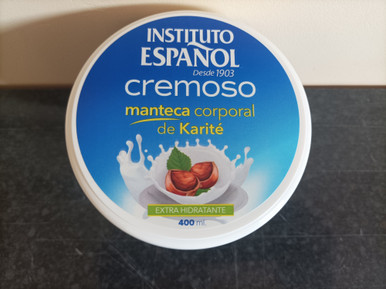 INSTITUTO
ESPAÑOL
Desde 1903
cremoso
manteca corporal
de Karité
EXTRA HIDRATANTE
400 ml.